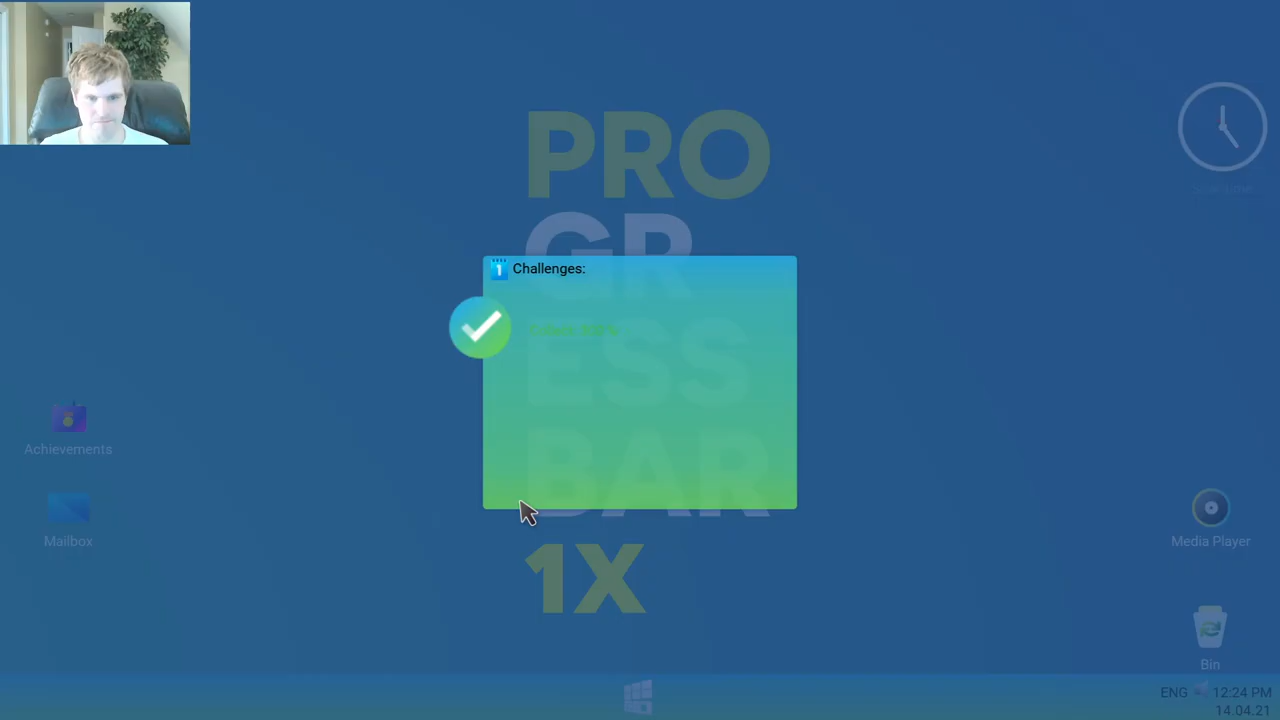 PRO
GR
ESS
BAR
1X
Challenges:
Achievements
Mailbox
Media Player
Bin
ENG 12:24 PM
14.04.21